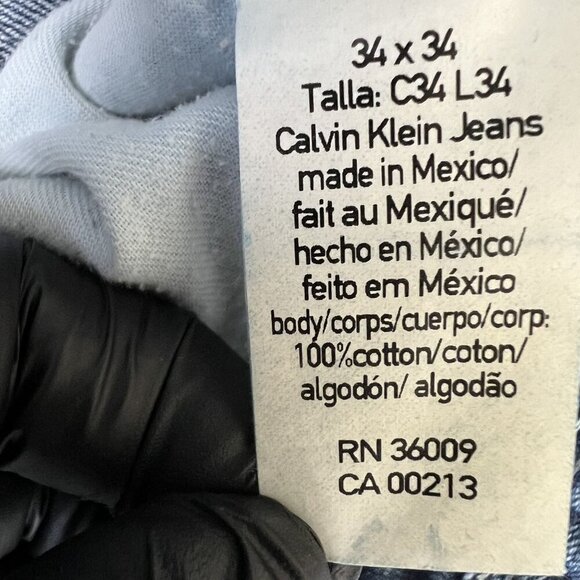 34 x 34
Talla: C34 L34
Calvin Klein Jeans
made in Mexico/
fait au Mexiqué/
hecho en México/
feito em México
body/corps/cuerpo/corp:
100%cotton/coton/
algodón/ algodão
RN 36009
CA 00213